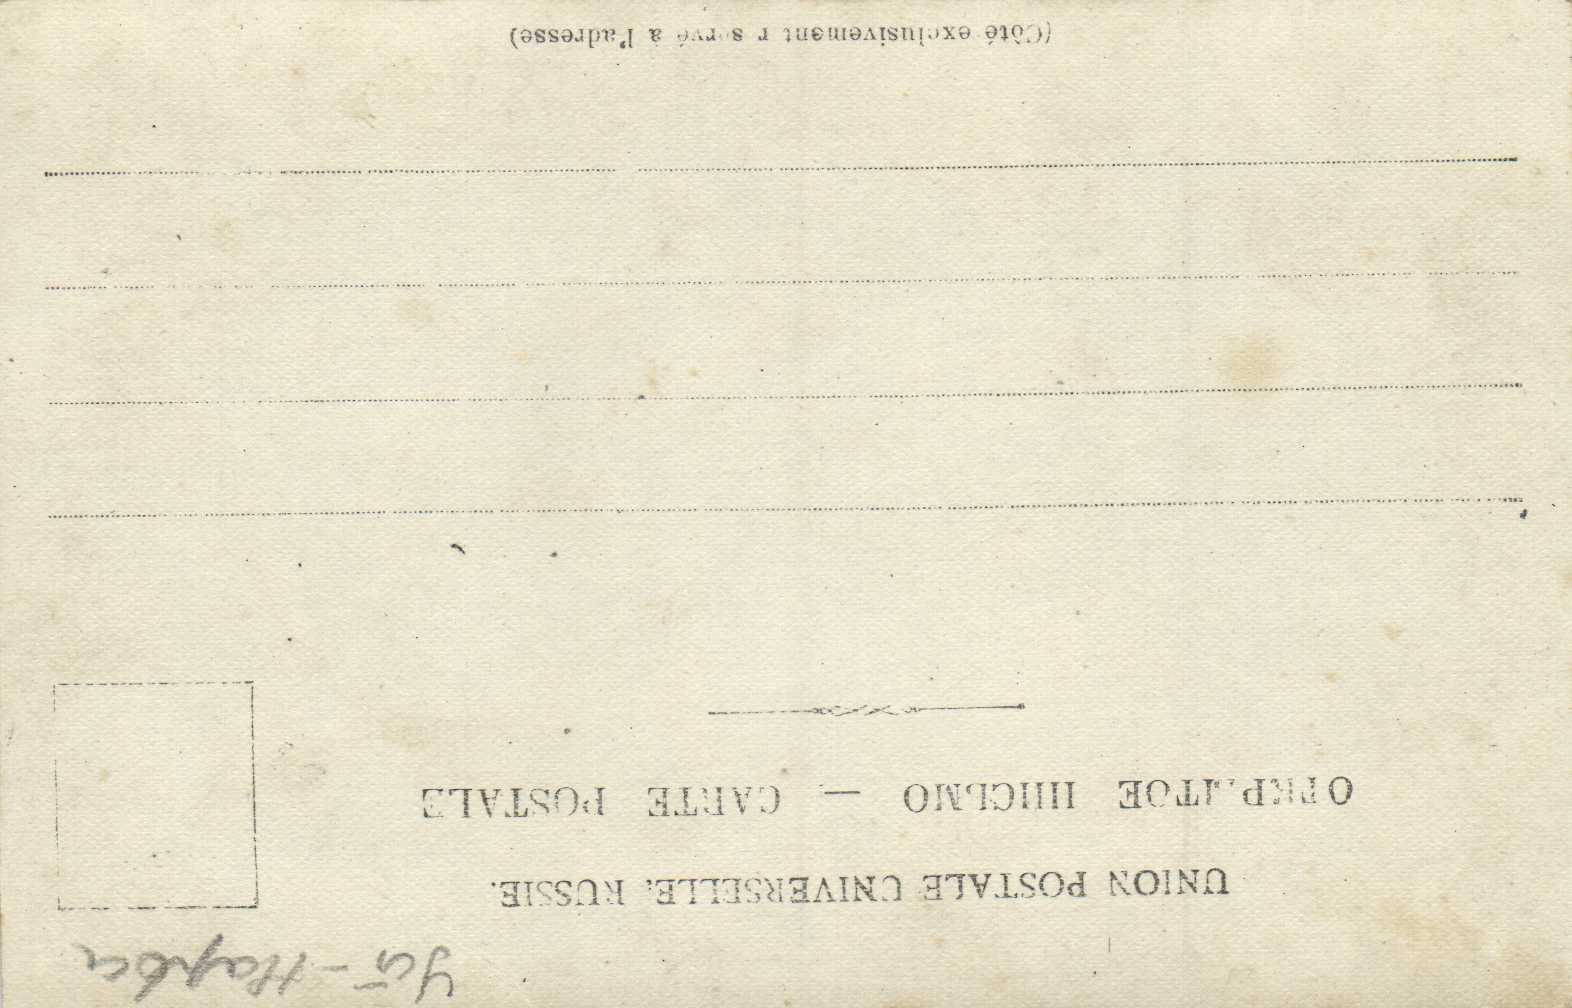 UNION POSTALE UNIVERSELLE. RUSSIE.
ОТКРЫТОЕ ПИСЬМО — CARTE POSTALE
(Côté exclusivement réservé à l'adresse)